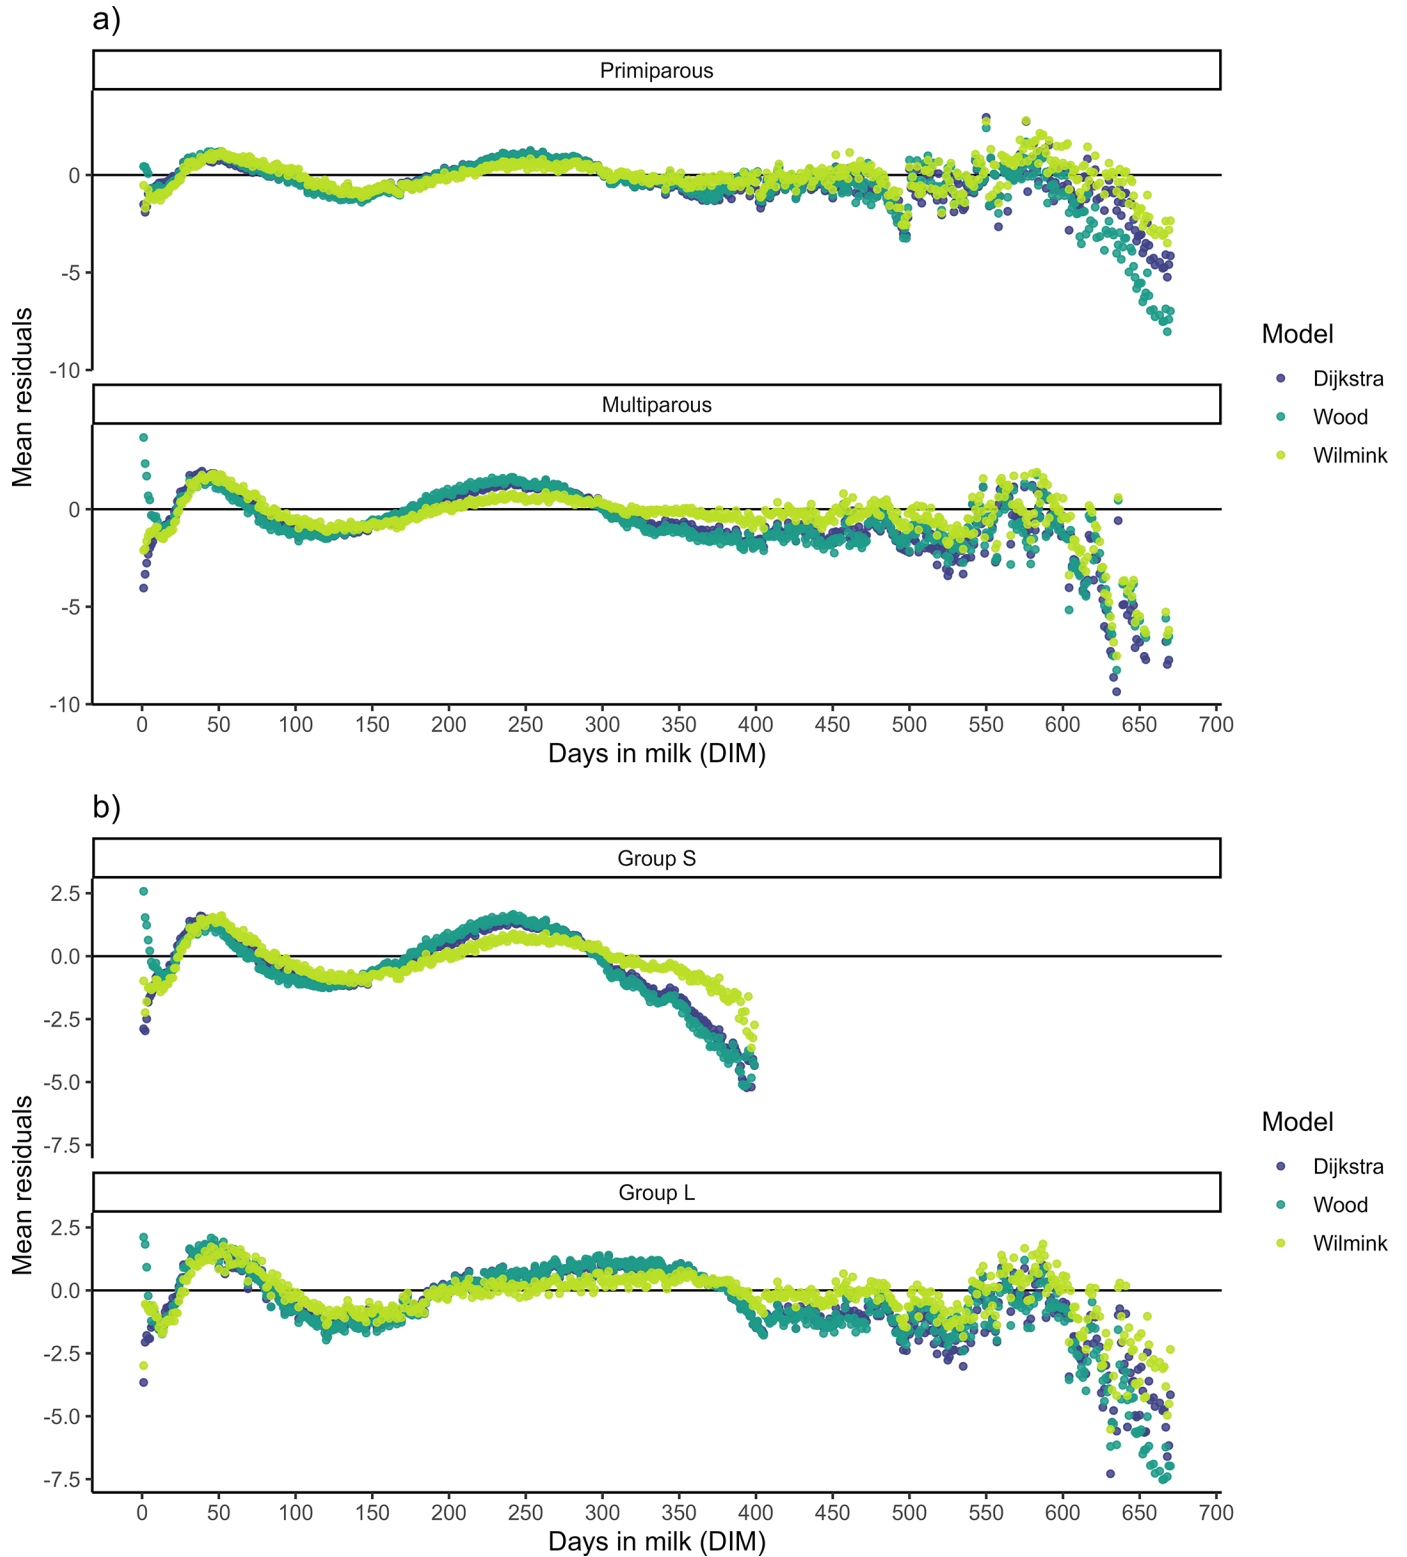 a)
Primiparous
0
-5
-10
Multiparous
0
-5
-10
Mean residuals
0 50 100 150 200 250 300 350 400 450 500 550 600 650 700
Days in milk (DIM)
Model
Dijkstra
Wood
Wilmink
b)
Group S
2.5
0.0
-2.5
-5.0
-7.5
Group L
2.5
0.0
-2.5
-5.0
-7.5
Mean residuals
0 50 100 150 200 250 300 350 400 450 500 550 600 650 700
Days in milk (DIM)
Model
Dijkstra
Wood
Wilmink